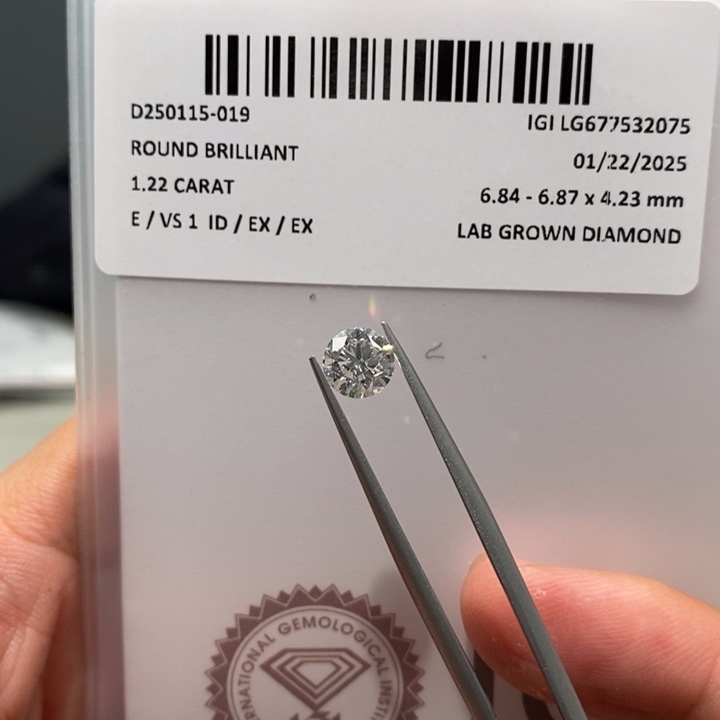 D250115-019
IGI LG677532075
ROUND BRILLIANT
01/22/2025
1.22 CARAT
6.84 - 6.87 x 4.23 mm
E / VS 1 ID / EX / EX
LAB GROWN DIAMOND
GEMOLOGICAL